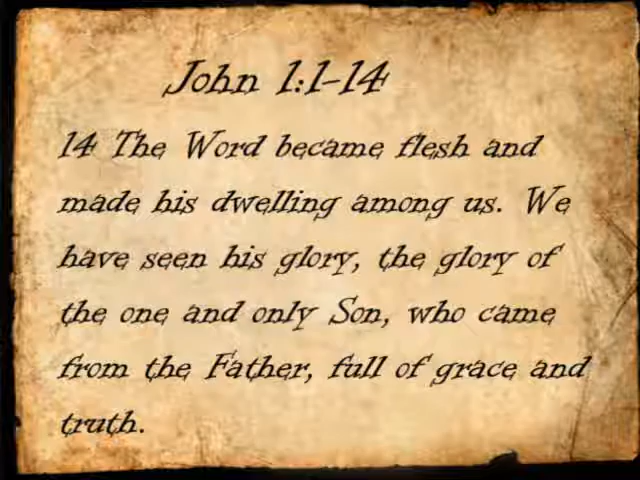 John 1:1-14
14 The Word became flesh and
made his dwelling among us. We
have seen his glory, the glory of
the one and only Son, who came
from the Father, full of grace and
truth.